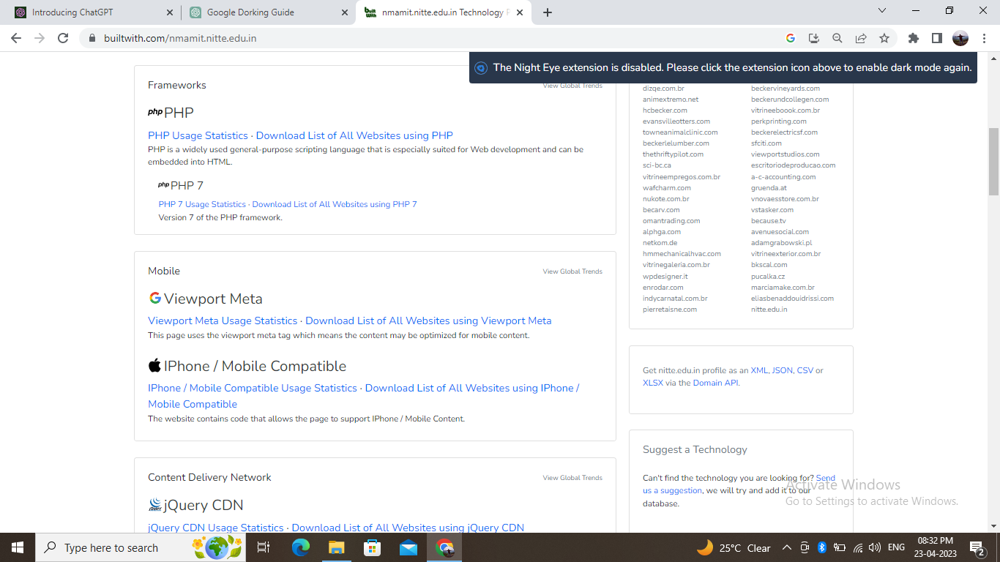 Introducing ChatGPT
Google Dorking Guide
nmamit.nitte.edu.in Technology P
builtwith.com/nmamit.nitte.edu.in
The Night Eye extension is disabled. Please click the extension icon above to enable dark mode again.
Frameworks
View Global Trends
php PHP
PHP Usage Statistics · Download List of All Websites using PHP
PHP is a widely used general-purpose scripting language that is especially suited for Web development and can be
embedded into HTML.
php PHP 7
PHP 7 Usage Statistics · Download List of All Websites using PHP 7
Version 7 of the PHP framework.
Mobile
View Global Trends
Viewport Meta
Viewport Meta Usage Statistics · Download List of All Websites using Viewport Meta
This page uses the viewport meta tag which means the content may be optimized for mobile content.
IPhone / Mobile Compatible
IPhone / Mobile Compatible Usage Statistics · Download List of All Websites using IPhone /
Mobile Compatible
The website contains code that allows the page to support IPhone / Mobile Content.
Content Delivery Network
View Global Trends
jQuery CDN
jQuery CDN Usage Statistics · Download List of All Websites using jQuery CDN
dizqe.com.br beckervineyards.com
animextremo.net beckerundcollegen.com
hcbecker.com vitrineeboook.com.br
evansvilleotters.com perkprinting.com
towneanimalclinic.com beckerelectricsf.com
beckerlelumber.com sfciti.com
thethriftypilot.com viewportstudios.com
sci-bc.ca escritoriodeproducao.com
vitrineempregos.com.br a-c-accounting.com
wafcharm.com gruenda.at
nukote.com.br vnovaesstore.com.br
becarv.com vstasker.com
omantrading.com because.tv
alphga.com avenuesocial.com
netkom.de adamgrabowski.pl
hmmechanicalhvac.com vitrineexterior.com.br
vitrinegaleria.com.br bkscal.com
wpdesigner.it pucalka.cz
enrodar.com marciamake.com.br
indycarnatal.com.br eliasbenaddouidrissi.com
pierretaisne.com nitte.edu.in
Get nitte.edu.in profile as an XML, JSON, CSV or
XLSX via the Domain API.
Suggest a Technology
Can't find the technology you are looking for? Send
us a suggestion, we will try and add it to our
database.
Activate Windows
Go to Settings to activate Windows.
Type here to search
25°C Clear
ENG
08:32 PM
23-04-2023
2